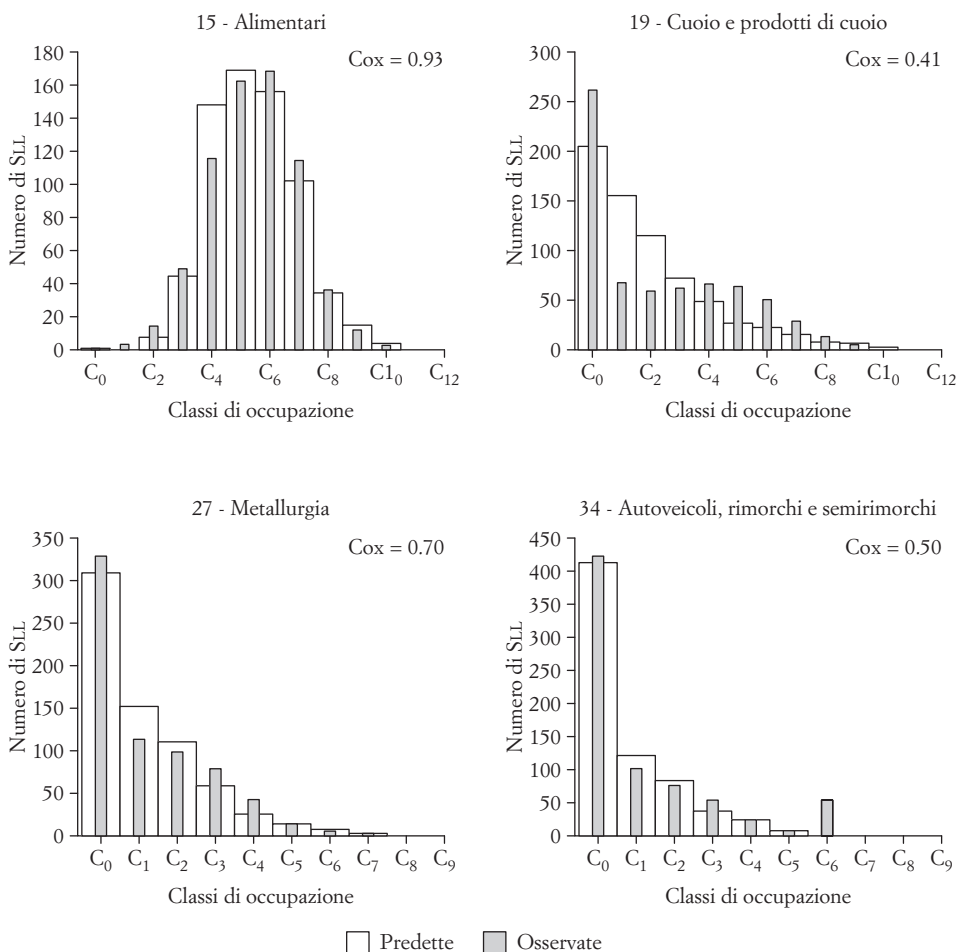 15 - Alimentari
Cox = 0.93
Numero di SLL
180
160
140
120
100
80
60
40
20
0
C0 C2 C4 C6 C8 C10 C12
Classi di occupazione
19 - Cuoio e prodotti di cuoio
Cox = 0.41
Numero di SLL
300
250
200
150
100
50
0
C0 C2 C4 C6 C8 C10 C12
Classi di occupazione
27 - Metallurgia
Cox = 0.70
Numero di SLL
350
300
250
200
150
100
50
0
C0 C1 C2 C3 C4 C5 C6 C7 C8 C9
Classi di occupazione
34 - Autoveicoli, rimorchi e semirimorchi
Cox = 0.50
Numero di SLL
450
400
350
300
250
200
150
100
50
0
C0 C1 C2 C3 C4 C5 C6 C7 C8 C9
Classi di occupazione
Predette Osservate